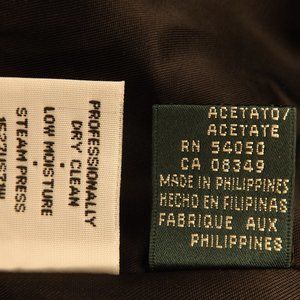 PROFESSIONALLY
DRY CLEAN
LOW MOISTURE
STEAM PRESS
ACETATO/
ACETATE
RN 54050
CA 08349
MADE IN PHILIPPINES
HECHO EN FILIPINAS
FABRIQUE AUX
PHILIPPINES